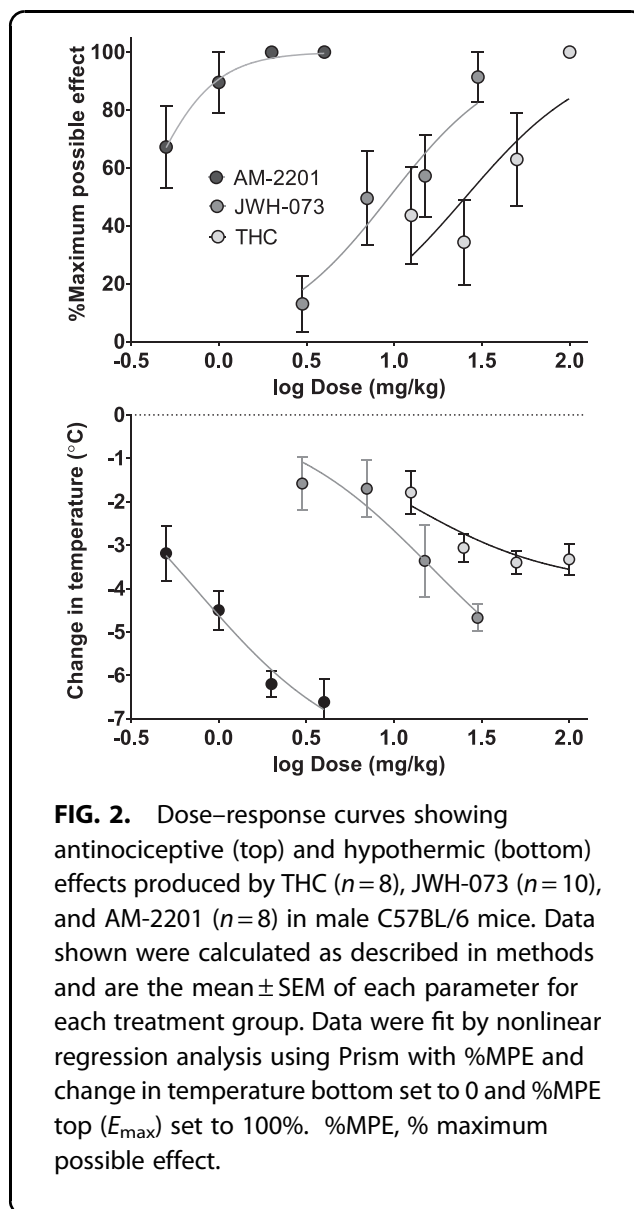 %Maximum possible effect
100
80
60
40
20
0
AM-2201
JWH-073
THC
-0.5 0.0 0.5 1.0 1.5 2.0
log Dose (mg/kg)
Change in temperature (°C)
0
-1
-2
-3
-4
-5
-6
-7
-0.5 0.0 0.5 1.0 1.5 2.0
log Dose (mg/kg)
FIG. 2. Dose–response curves showing
antinociceptive (top) and hypothermic (bottom)
effects produced by THC (n = 8), JWH-073 (n = 10),
and AM-2201 (n = 8) in male C57BL/6 mice. Data
shown were calculated as described in methods
and are the mean ± SEM of each parameter for
each treatment group. Data were fit by nonlinear
regression analysis using Prism with %MPE and
change in temperature bottom set to 0 and %MPE
top (Emax) set to 100%. %MPE, % maximum
possible effect.